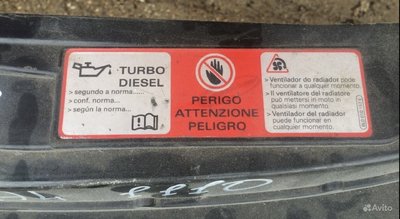 TURBO
DIESEL
> segundo a norma......
> conf. norma...
> según la norma...
PERIGO
ATTENZIONE
PELIGRO
> Ventilador do radiador pode
funcionar a qualquer momento.
> Il ventilatore del radiatore
può mettersi in moto in
qualsiasi momento.
> Ventilador del radiador
puede funcionar en
cualquier momento.
Avito